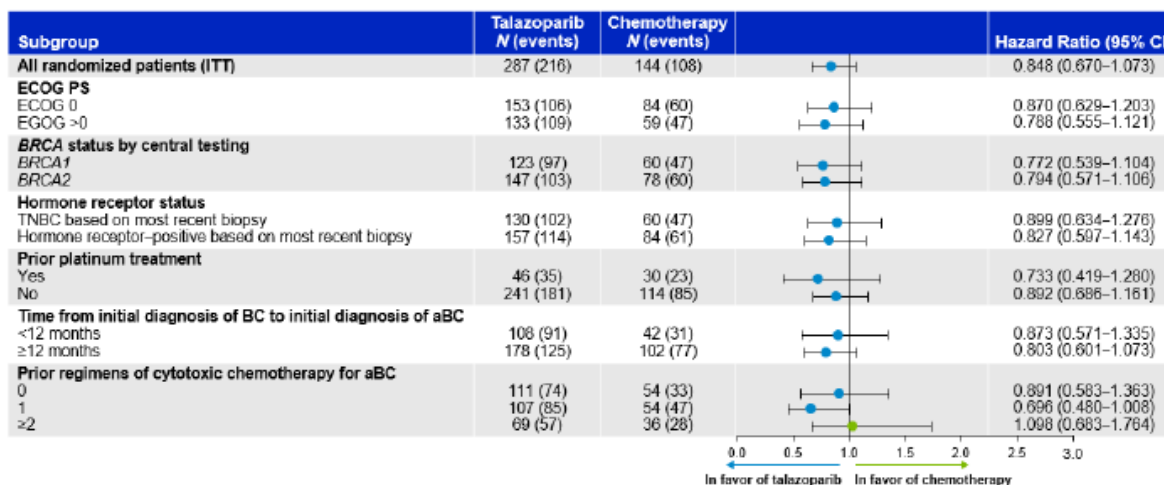 Subgroup Talazoparib N (events) Chemotherapy N (events) Hazard Ratio (95% CI
All randomized patients (ITT) 287 (216) 144 (108) 0.848 (0.670–1.073)
ECOG PS
ECOG 0 153 (106) 84 (60) 0.870 (0.629–1.203)
EGOG >0 133 (109) 59 (47) 0.788 (0.555–1.121)
BRCA status by central testing
BRCA1 123 (97) 60 (47) 0.772 (0.539–1.104)
BRCA2 147 (103) 78 (60) 0.794 (0.571–1.106)
Hormone receptor status
TNBC based on most recent biopsy 130 (102) 60 (47) 0.899 (0.634–1.276)
Hormone receptor–positive based on most recent biopsy 157 (114) 84 (61) 0.827 (0.597–1.143)
Prior platinum treatment
Yes 46 (35) 30 (23) 0.733 (0.419–1.280)
No 241 (181) 114 (85) 0.892 (0.686–1.161)
Time from initial diagnosis of BC to initial diagnosis of aBC
<12 months 108 (91) 42 (31) 0.873 (0.571–1.335)
≥12 months 178 (125) 102 (77) 0.803 (0.601–1.073)
Prior regimens of cytotoxic chemotherapy for aBC
0 111 (74) 54 (33) 0.891 (0.583–1.363)
1 107 (85) 54 (47) 0.696 (0.480–1.008)
≥2 69 (57) 36 (28) 1.098 (0.683–1.764)
0.0 0.5 1.0 1.5 2.0 2.5 3.0
In favor of talazoparib In favor of chemotherapy